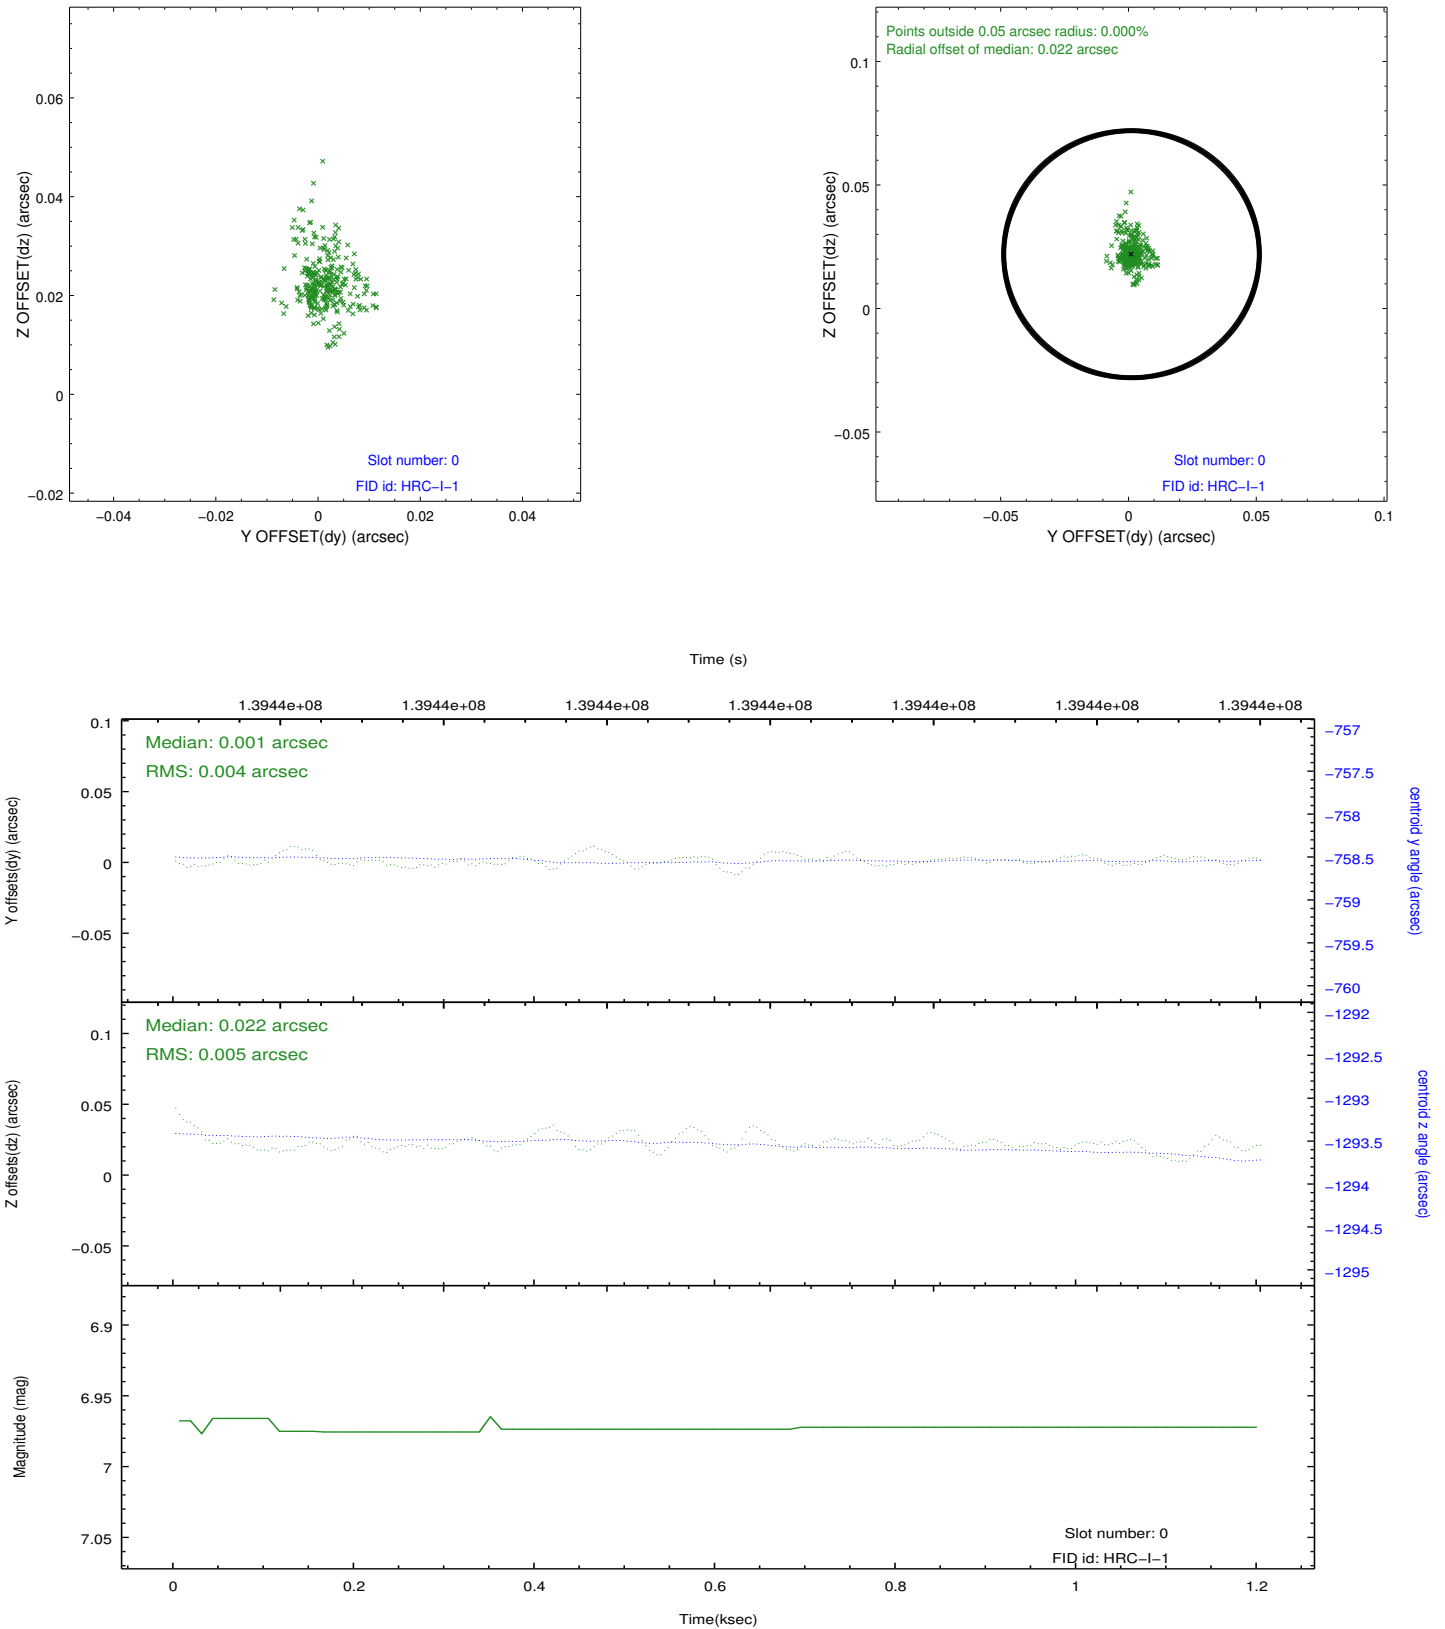 0.06
0.04
0.02
0
−0.02
Z OFFSET(dz) (arcsec)
Slot number: 0
FID id: HRC−I−1
−0.04
−0.02
0
0.02
0.04
Y OFFSET(dy) (arcsec)
Points outside 0.05 arcsec radius: 0.000%
Radial offset of median: 0.022 arcsec
0.1
0.05
0
−0.05
Z OFFSET(dz) (arcsec)
Slot number: 0
FID id: HRC−I−1
−0.05
0
0.05
0.1
Y OFFSET(dy) (arcsec)
Time (s)
1.3944e+08
1.3944e+08
1.3944e+08
1.3944e+08
1.3944e+08
1.3944e+08
1.3944e+08
Median: 0.001 arcsec
RMS: 0.004 arcsec
0.1
0.05
0
−0.05
Y offsets(dy) (arcsec)
−757
−757.5
−758
−758.5
−759
−759.5
−760
centroid y angle (arcsec)
Median: 0.022 arcsec
RMS: 0.005 arcsec
0.1
0.05
0
−0.05
Z offsets(dz) (arcsec)
−1292
−1292.5
−1293
−1293.5
−1294
−1294.5
−1295
centroid z angle (arcsec)
6.9
6.95
7
7.05
Magnitude (mag)
Slot number: 0
FID id: HRC−I−1
0
0.2
0.4
0.6
0.8
1
1.2
Time(ksec)